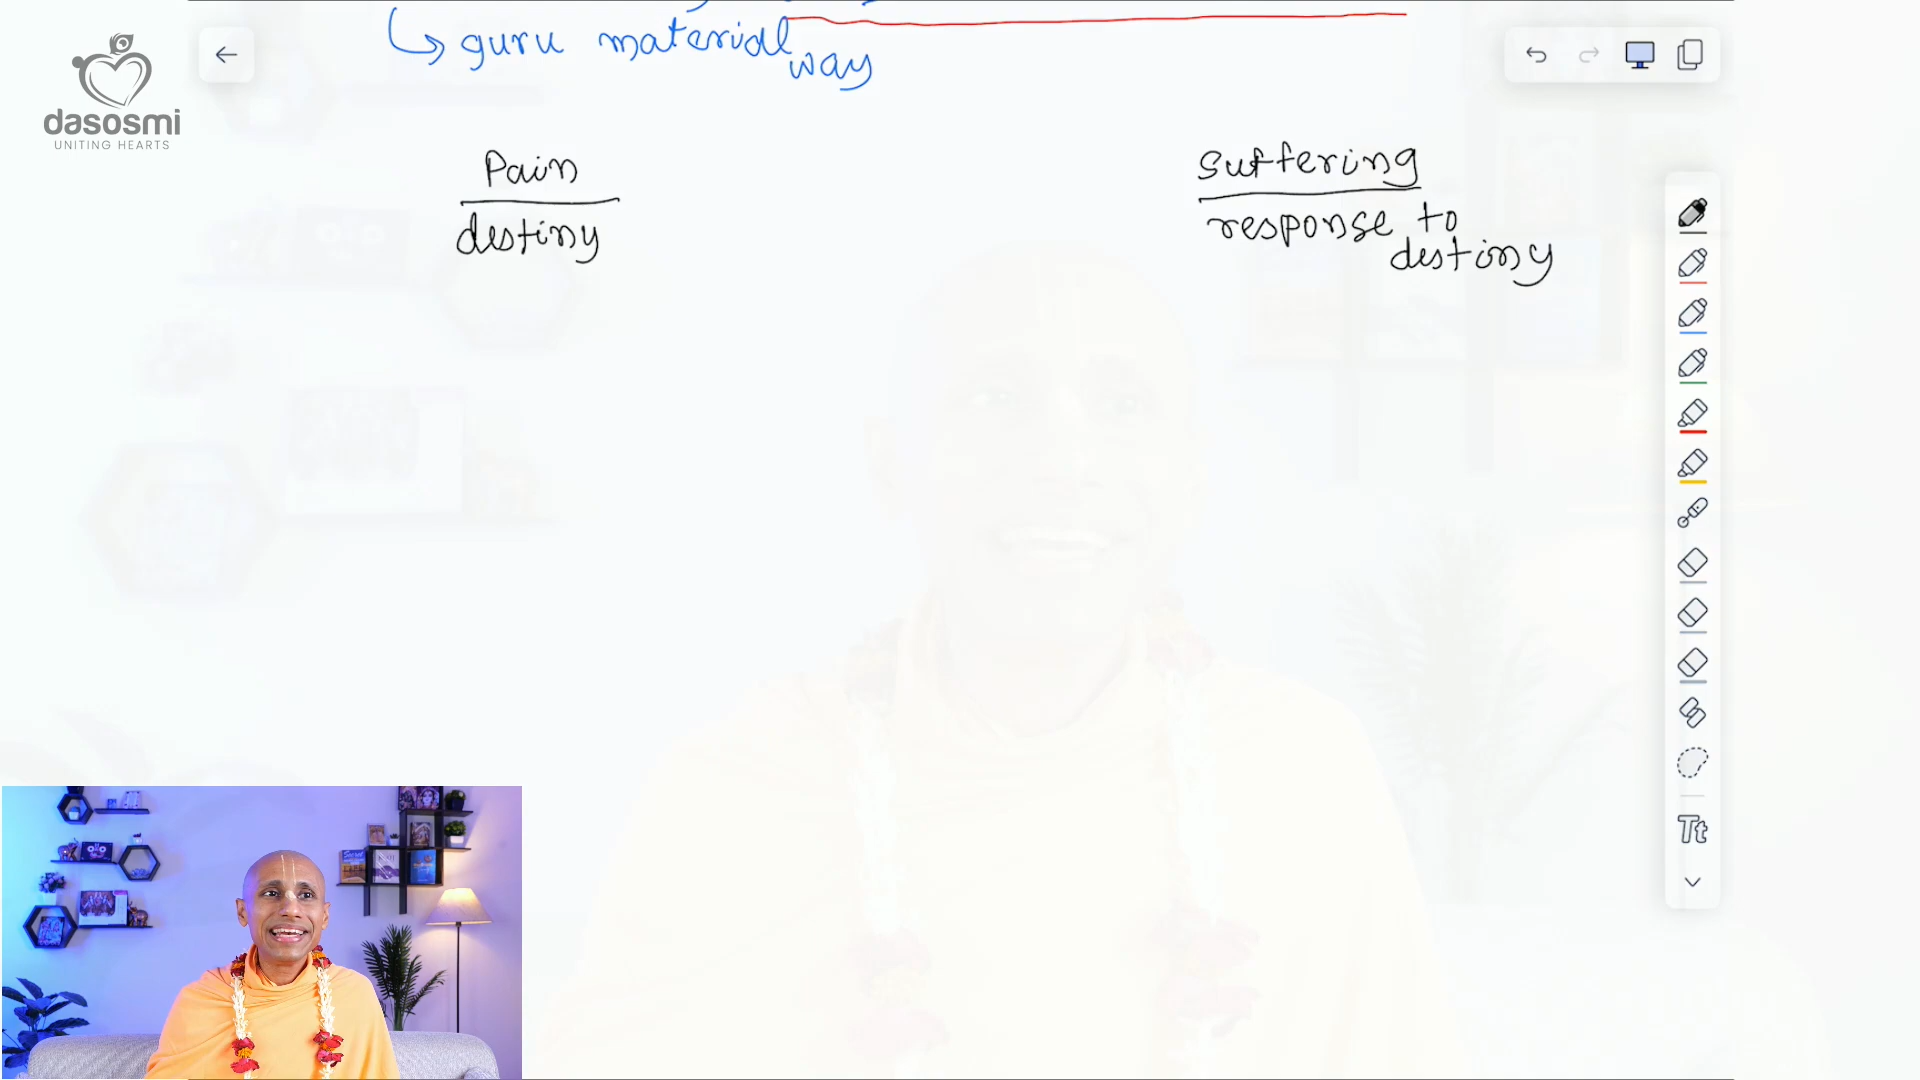 guru material
way
dasosmi
UNITING HEARTS
Pain
destiny
suffering
response to
destiny
Tt